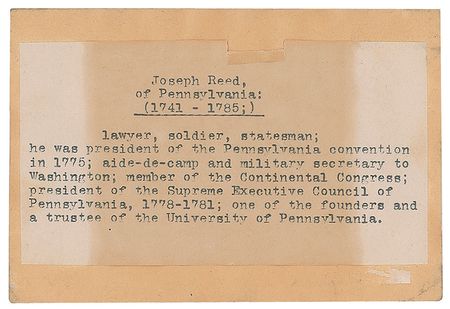 Joseph Reed,
of Pennsylvania:
(1741 - 1785;)
lawyer, soldier, statesman;
he was president of the Pennsylvania convention
in 1775; aide-de-camp and military secretary to
Washington; member of the Continental Congress;
president of the Supreme Executive Council of
Pennsylvania, 1778-1781; one of the founders and
a trustee of the University of Pennsylvania.